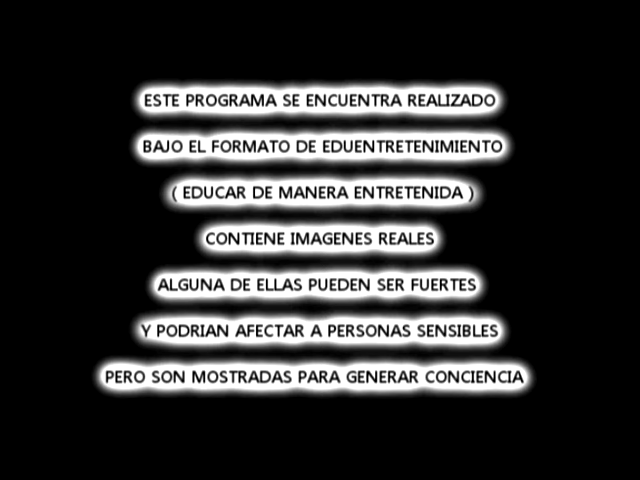 ESTE PROGRAMA SE ENCUENTRA REALIZADO
BAJO EL FORMATO DE EDUENTRETENIMIENTO
( EDUCAR DE MANERA ENTRETENIDA )
CONTIENE IMAGENES REALES
ALGUNA DE ELLAS PUEDEN SER FUERTES
Y PODRIAN AFECTAR A PERSONAS SENSIBLES
PERO SON MOSTRADAS PARA GENERAR CONCIENCIA